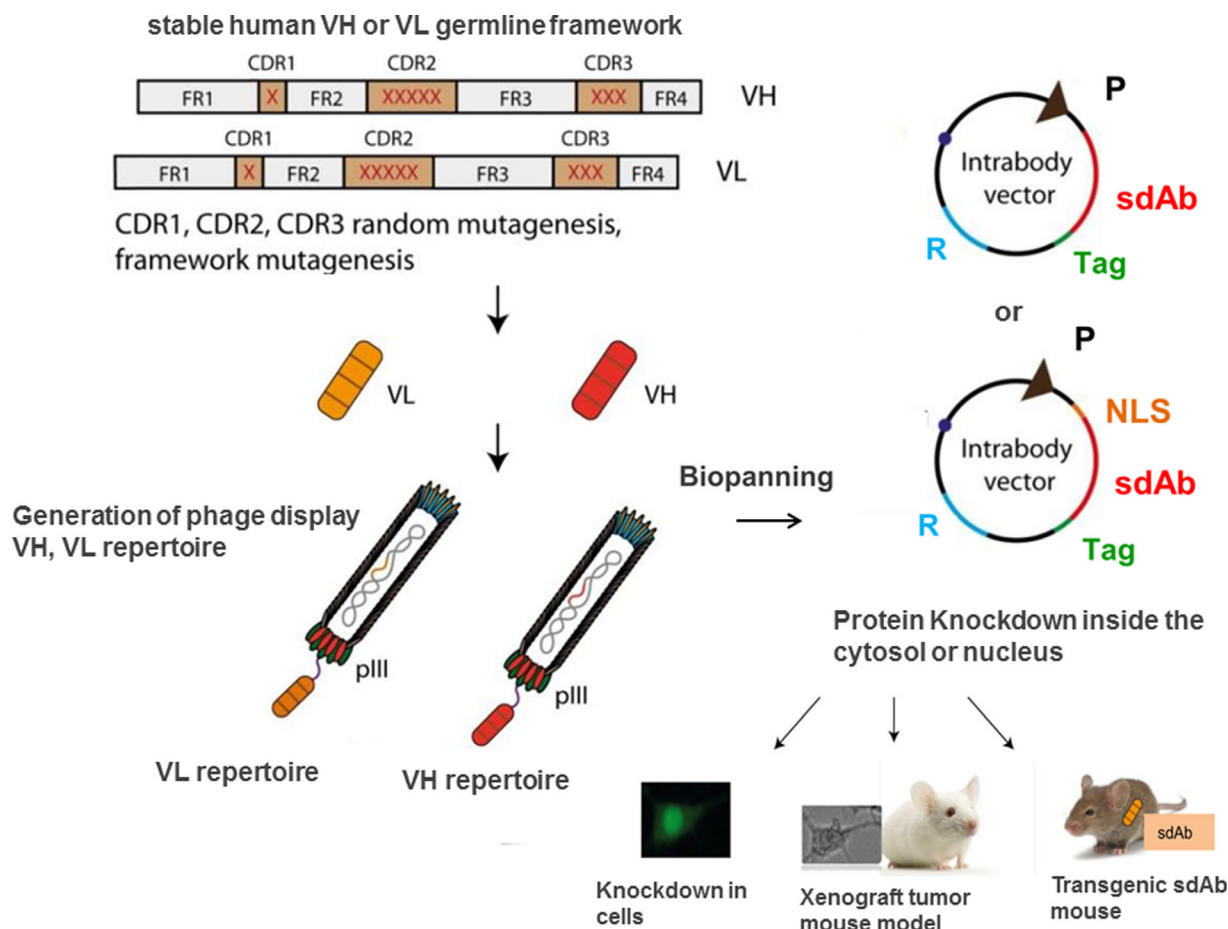 stable human VH or VL germline framework
CDR1 CDR2 CDR3
FR1 X FR2 XXXXX FR3 XXX FR4 VH
CDR1 CDR2 CDR3
FR1 X FR2 XXXXX FR3 XXX FR4 VL
CDR1, CDR2, CDR3 random mutagenesis,
framework mutagenesis
VL
VH
Generation of phage display
VH, VL repertoire
pIII
pIII
VL repertoire
VH repertoire
Biopanning
P
Intrabody
vector
sdAb
R
Tag
or
P
NLS
Intrabody
vector
sdAb
R
Tag
Protein Knockdown inside the
cytosol or nucleus
Knockdown in
cells
Xenograft tumor
mouse model
sdAb
Transgenic sdAb
mouse